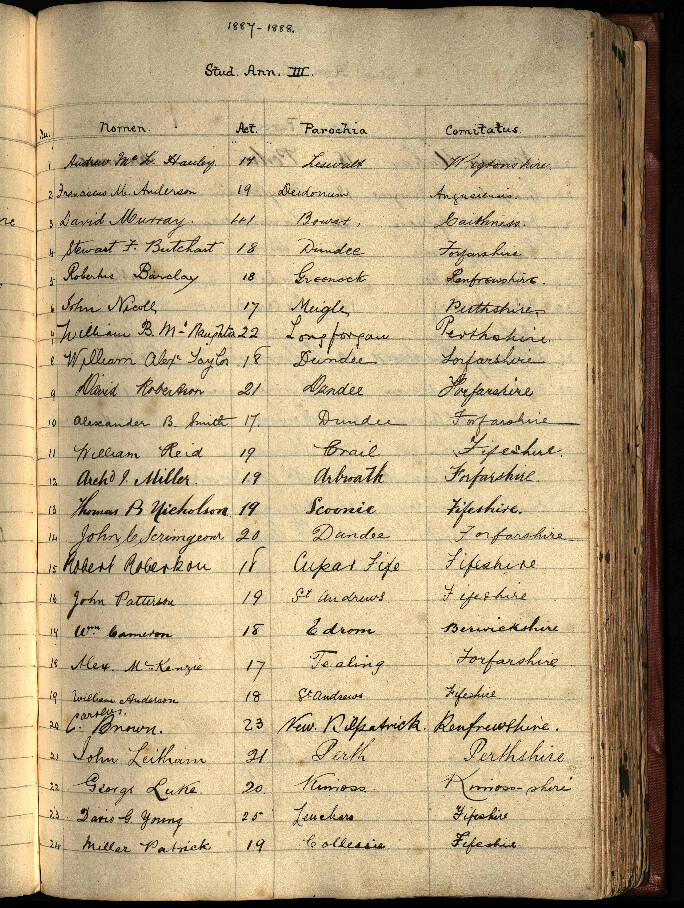 1887-1888.
Stud. Ann. III.
Nomen. Aet. Parochia Comitatus.
1 Andrew Mc 17 Leswalt Wigtonshire.
2 Franciscus M. Anderson 19 Deidonum Angusiensis.
3 David Murray. 41 Bower, Caithness.
4 Stewart F. Butchart 18 Dundee Forfarshire
5 Robertus Barclay 18 Greenock Renfrewshire.
6 John Nicoll 17 Meigle Perthshire
7 William B. McNaughton 22 Longforgan Perthshire.
8 William Alexr Taylor 18 Dundee Forfarshire
9 David Robertson 21 Dundee Forfarshire
10 Alexander B. Smith 17. Dundee Forfarshire
11 William Reid 19 Crail Fifeshire.
12 Archd J. Miller. 19 Arbroath Forfarshire.
13 Thomas B Nicholson 19 Scoonie Fifeshire.
14 John C Scrimgeour 20 Dundee Forfarshire
15 Robert Robertson 18 Cupar Fife Fifeshire
16 John Patterson 19 St Andrews Fifeshire
17 Wm Cameron 18 Edrom Berwickshire
18 Alex. McKenzie 17 Tealing Forfarshire
19 William Anderson 18 St Andrews Fifeshire
Carolus.
20 C. Brown. 23 New. Kilpatrick. Renfrewshire.
21 John Leitham 21 Perth Perthshire
22 George Luke. 20. Kinross Kinross-shire
23 David G. Young 25 Leuchars Fifeshire
24 Millar Patrick 19 Collessie Fifeshire